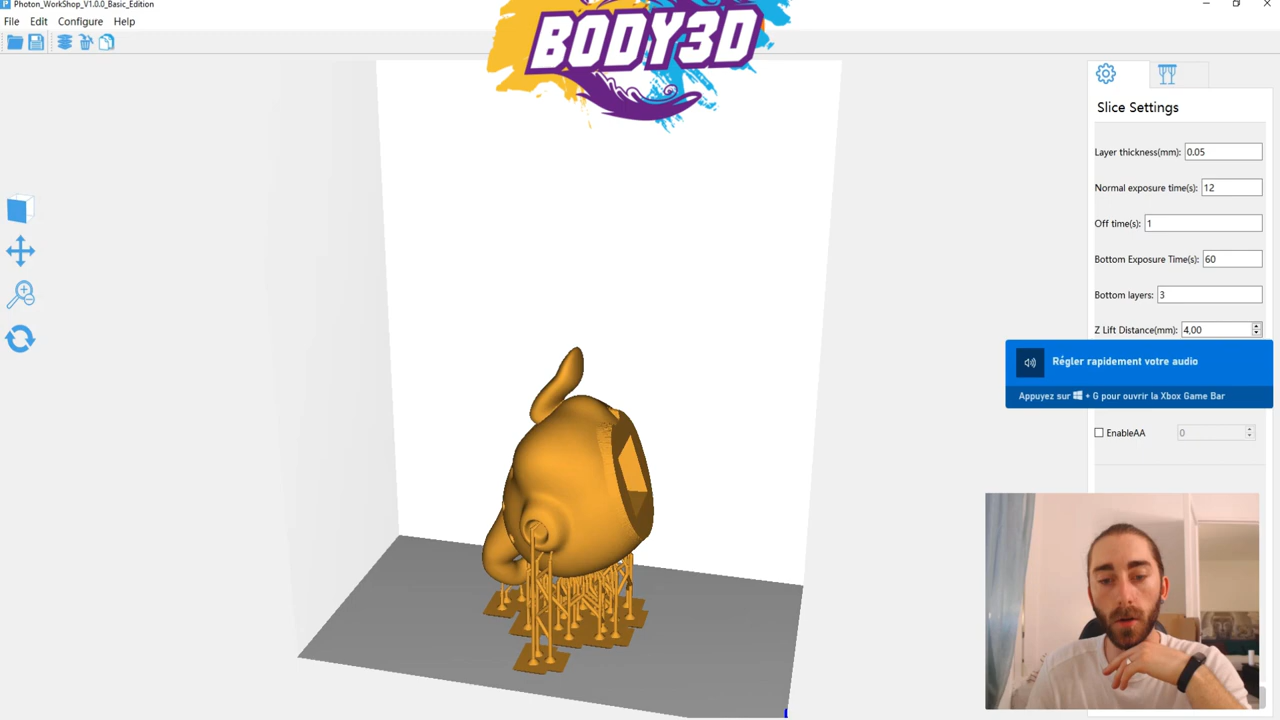 Photon_WorkShop_V1.0.0_Basic_Edition
File Edit Configure Help
BODY3D
Slice Settings
Layer thickness(mm): 0.05
Normal exposure time(s): 12
Off time(s): 1
Bottom Exposure Time(s): 60
Bottom layers: 3
Z Lift Distance(mm): 4,00
Régler rapidement votre audio
Appuyez sur + G pour ouvrir la Xbox Game Bar
EnableAA 0